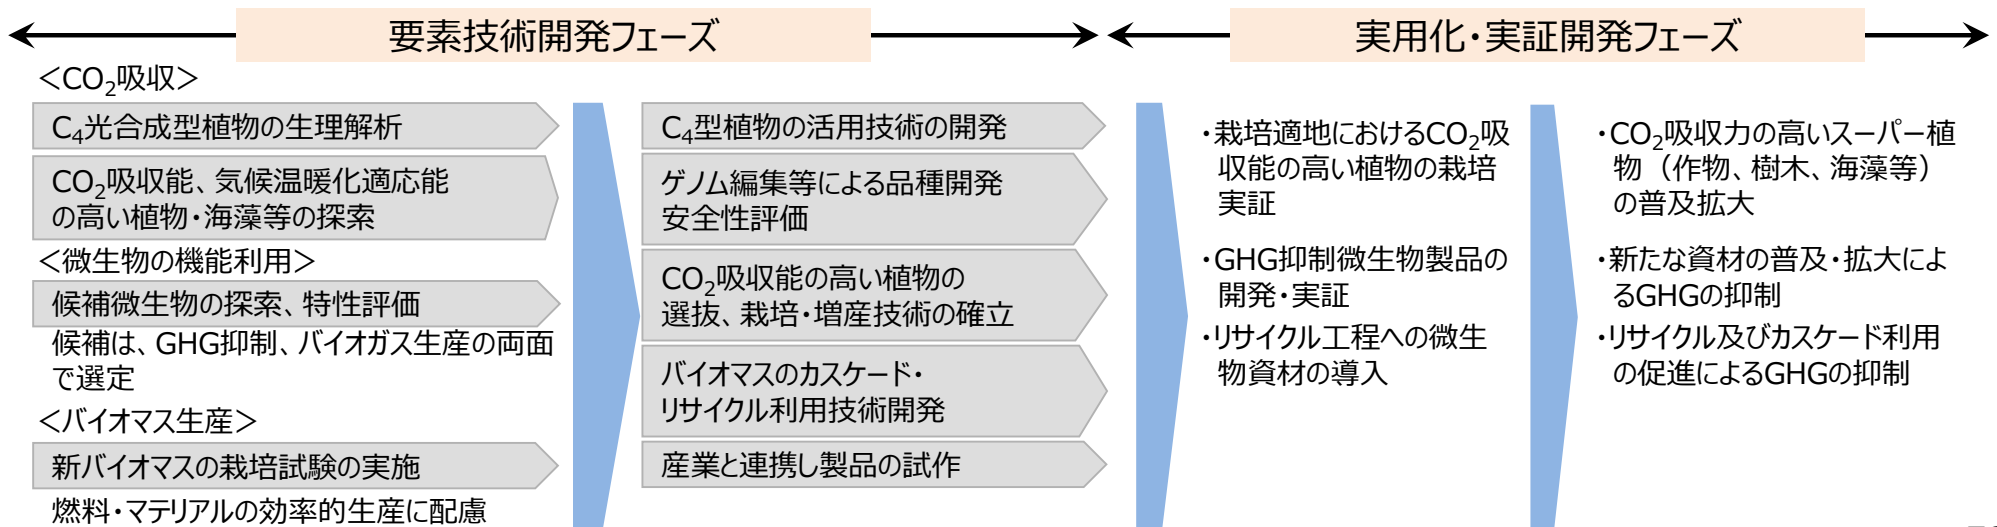 要素技術開発フェーズ
実用化・実証開発フェーズ
＜CO₂吸収＞
C₄光合成型植物の生理解析
CO₂吸収能、気候温暖化適応能
の高い植物・海藻等の探索
＜微生物の機能利用＞
候補微生物の探索、特性評価
候補は、GHG抑制、バイオガス生産の両面
で選定
＜バイオマス生産＞
新バイオマスの栽培試験の実施
燃料・マテリアルの効率的生産に配慮
C₄型植物の活用技術の開発
ゲノム編集等による品種開発
安全性評価
CO₂吸収能の高い植物の
選抜、栽培・増産技術の確立
バイオマスのカスケード・
リサイクル利用技術開発
産業と連携し製品の試作
・栽培適地におけるCO₂吸
収能の高い植物の栽培
実証
・GHG抑制微生物製品の
開発・実証
・リサイクル工程への微生
物資材の導入
・CO₂吸収力の高いスーパー植
物（作物、樹木、海藻等）
の普及拡大
・新たな資材の普及・拡大によ
るGHGの抑制
・リサイクル及びカスケード利用
の促進によるGHGの抑制